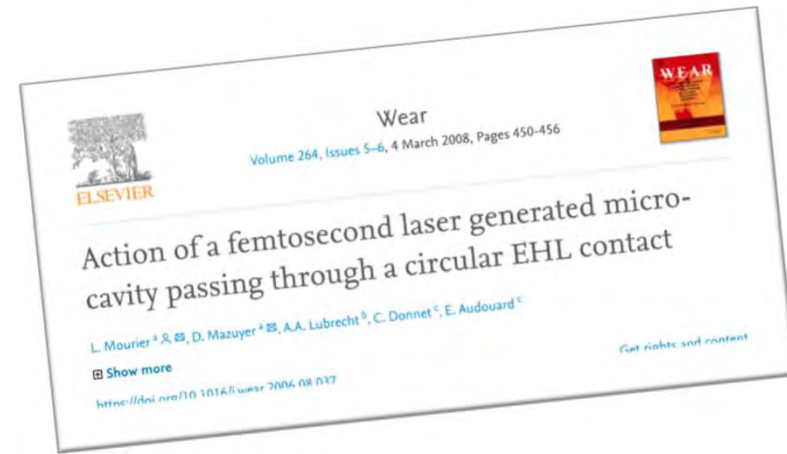 WEAR
Wear
Volume 264, Issues 5–6, 4 March 2008, Pages 450-456
ELSEVIER
Action of a femtosecond laser generated micro-
cavity passing through a circular EHL contact
L. Mourier ᵃ, D. Mazuyer ᵃ, A.A. Lubrecht ᵇ, C. Donnet ᶜ, E. Audouard ᶜ
Show more
Get rights and content
https://doi.org/10.1016/j.wear.2006.08.037